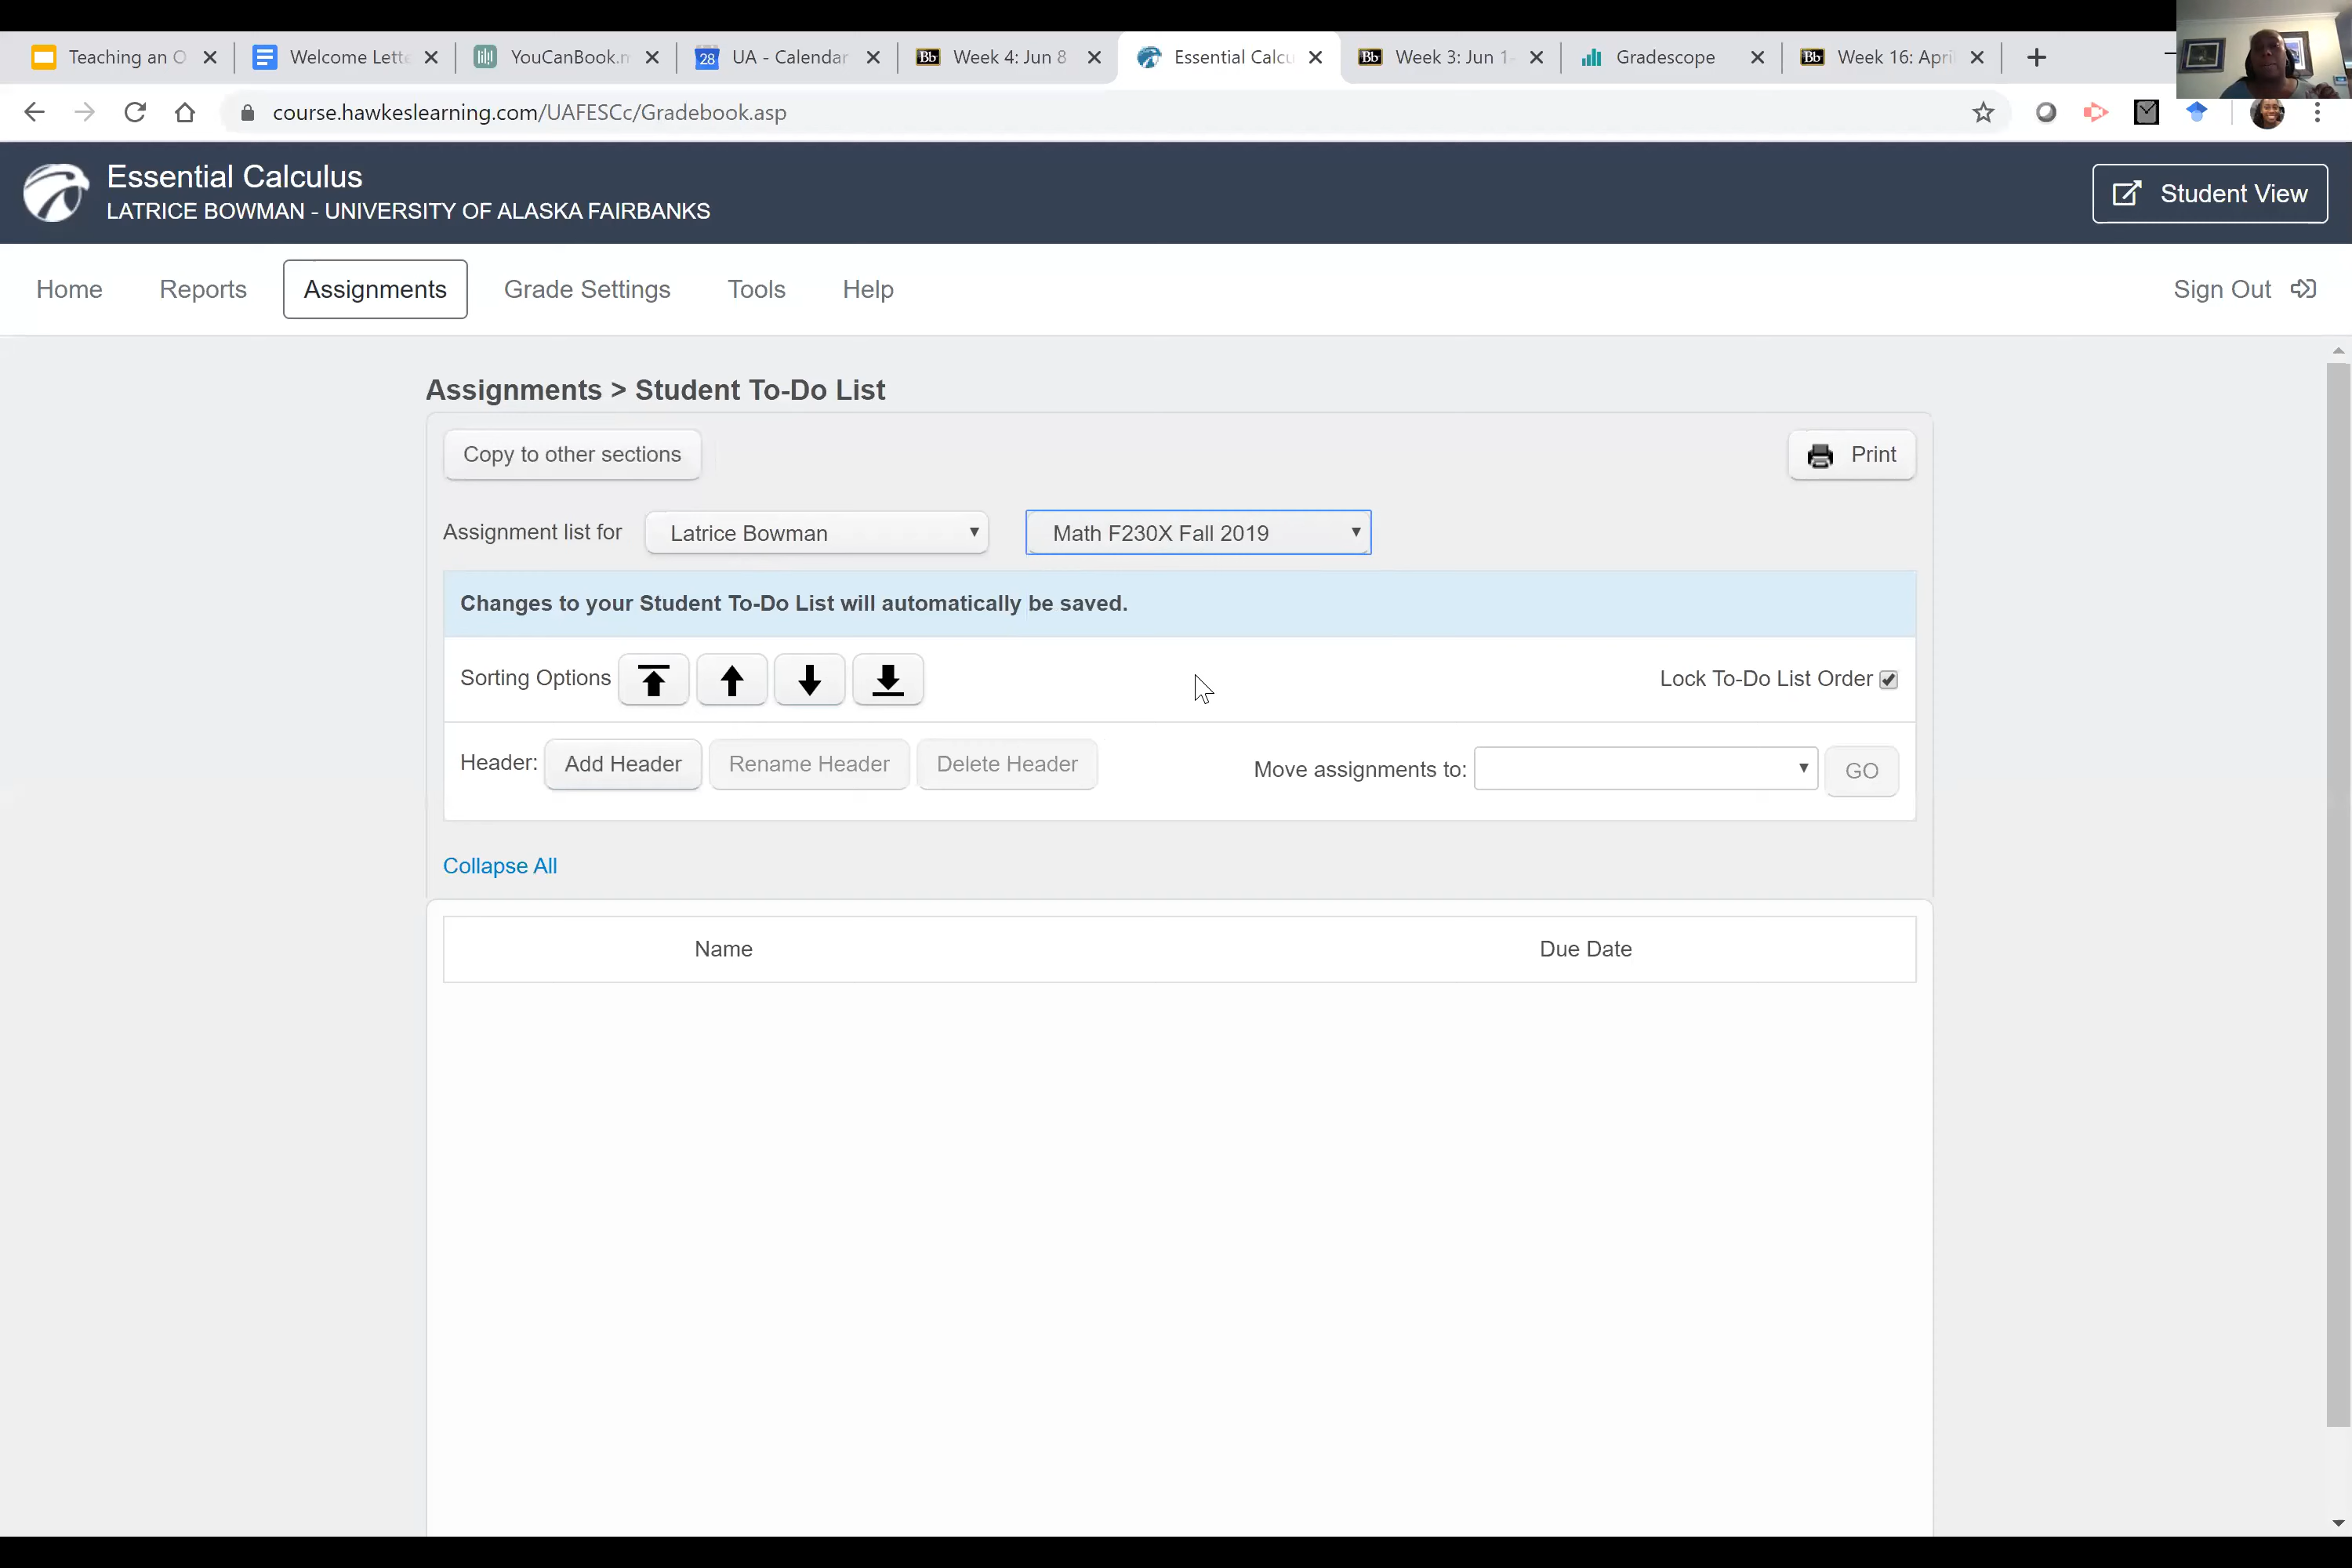 Teaching an O
Welcome Lette
YouCanBook.n
28 UA - Calendar
Bb Week 4: Jun 8
Essential Calcu
Bb Week 3: Jun 1
Gradescope
Bb Week 16: Apri
course.hawkeslearning.com/UAFESCc/Gradebook.asp
Essential Calculus
LATRICE BOWMAN - UNIVERSITY OF ALASKA FAIRBANKS
Student View
Home
Reports
Assignments
Grade Settings
Tools
Help
Sign Out
Assignments > Student To-Do List
Copy to other sections
Print
Assignment list for
Latrice Bowman
Math F230X Fall 2019
Changes to your Student To-Do List will automatically be saved.
Sorting Options
Lock To-Do List Order
Header:
Add Header
Rename Header
Delete Header
Move assignments to:
GO
Collapse All
Name
Due Date